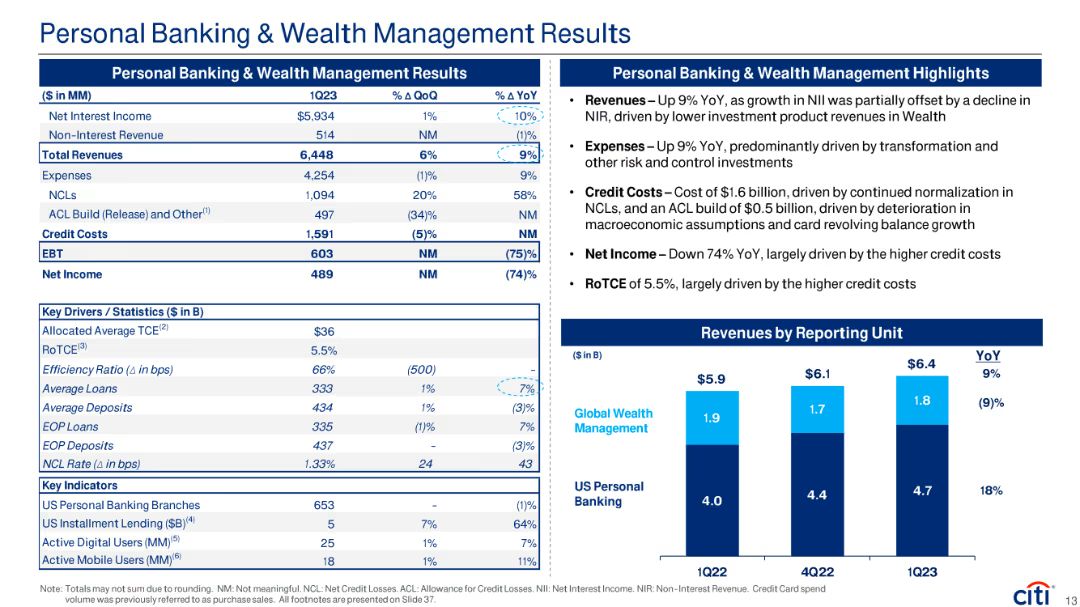 Personal Banking & Wealth Management Results
Personal Banking & Wealth Management Results
($ in MM) 1Q23 % Δ QoQ % Δ YoY
Net Interest Income $5,934 1% 10%
Non-Interest Revenue 514 NM (1)%
Total Revenues 6,448 6% 9%
Expenses 4,254 (1)% 9%
NCLs 1,094 20% 58%
ACL Build (Release) and Other(1) 497 (34)% NM
Credit Costs 1,591 (5)% NM
EBT 603 NM (75)%
Net Income 489 NM (74)%
Key Drivers / Statistics ($ in B)
Allocated Average TCE(2) $36
RoTCE(3) 5.5%
Efficiency Ratio (Δ in bps) 66% (500) -
Average Loans 333 1% 7%
Average Deposits 434 1% (3)%
EOP Loans 335 (1)% 7%
EOP Deposits 437 - (3)%
NCL Rate (Δ in bps) 1.33% 24 43
Key Indicators
US Personal Banking Branches 653 - (1)%
US Installment Lending ($B)(4) 5 7% 64%
Active Digital Users (MM)(5) 25 1% 7%
Active Mobile Users (MM)(6) 18 1% 11%
Personal Banking & Wealth Management Highlights
• Revenues – Up 9% YoY, as growth in NII was partially offset by a decline in
NIR, driven by lower investment product revenues in Wealth
• Expenses – Up 9% YoY, predominantly driven by transformation and
other risk and control investments
• Credit Costs – Cost of $1.6 billion, driven by continued normalization in
NCLs, and an ACL build of $0.5 billion, driven by deterioration in
macroeconomic assumptions and card revolving balance growth
• Net Income – Down 74% YoY, largely driven by the higher credit costs
• RoTCE of 5.5%, largely driven by the higher credit costs
Revenues by Reporting Unit
($ in B) YoY
$5.9 $6.1 $6.4 9%
Global Wealth
Management
1.9 1.7 1.8 (9)%
US Personal
Banking
4.0 4.4 4.7 18%
1Q22 4Q22 1Q23
Note: Totals may not sum due to rounding. NM: Not meaningful. NCL: Net Credit Losses. ACL: Allowance for Credit Losses. NII: Net Interest Income. NIR: Non-Interest Revenue. Credit Card spend
volume was previously referred to as purchase sales. All footnotes are presented on Slide 37.
citi
13